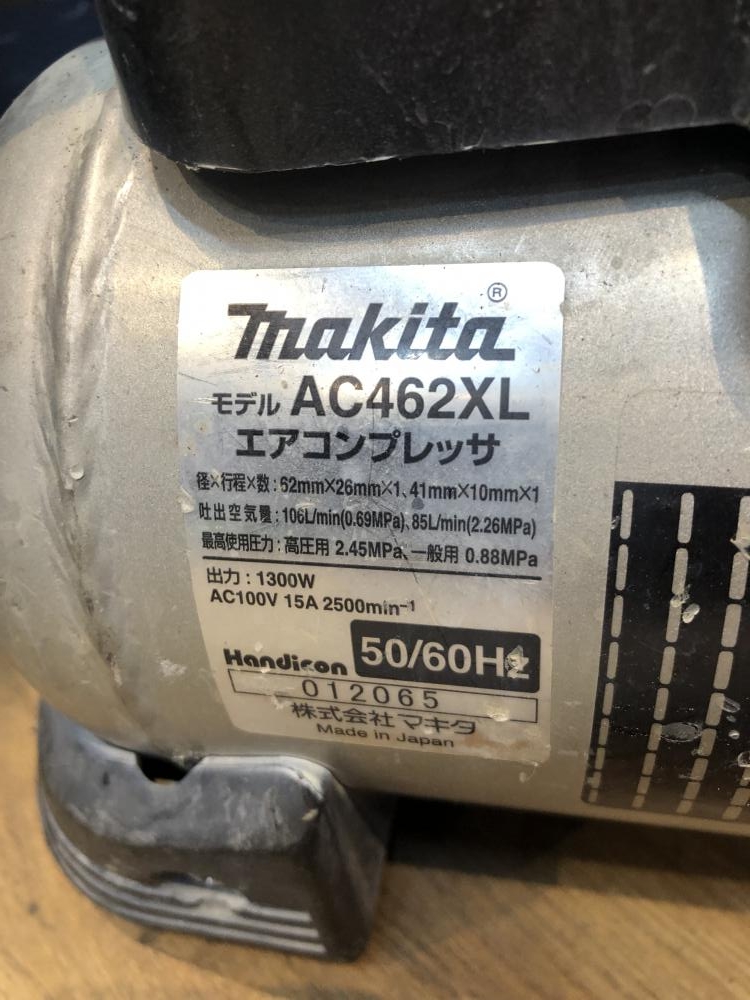 makita®
モデル AC462XL
エアコンプレッサ
径×行程×数:62mm×26mm×1、41mm×10mm×1
吐出空気量:106L/min(0.69MPa)、85L/min(2.26MPa)
最高使用圧力:高圧用 2.45MPa、一般用 0.88MPa
出力:1300W
AC100V 15A 2500min⁻¹
Handicon 50/60Hz
012065
株式会社 マキタ
Made in Japan